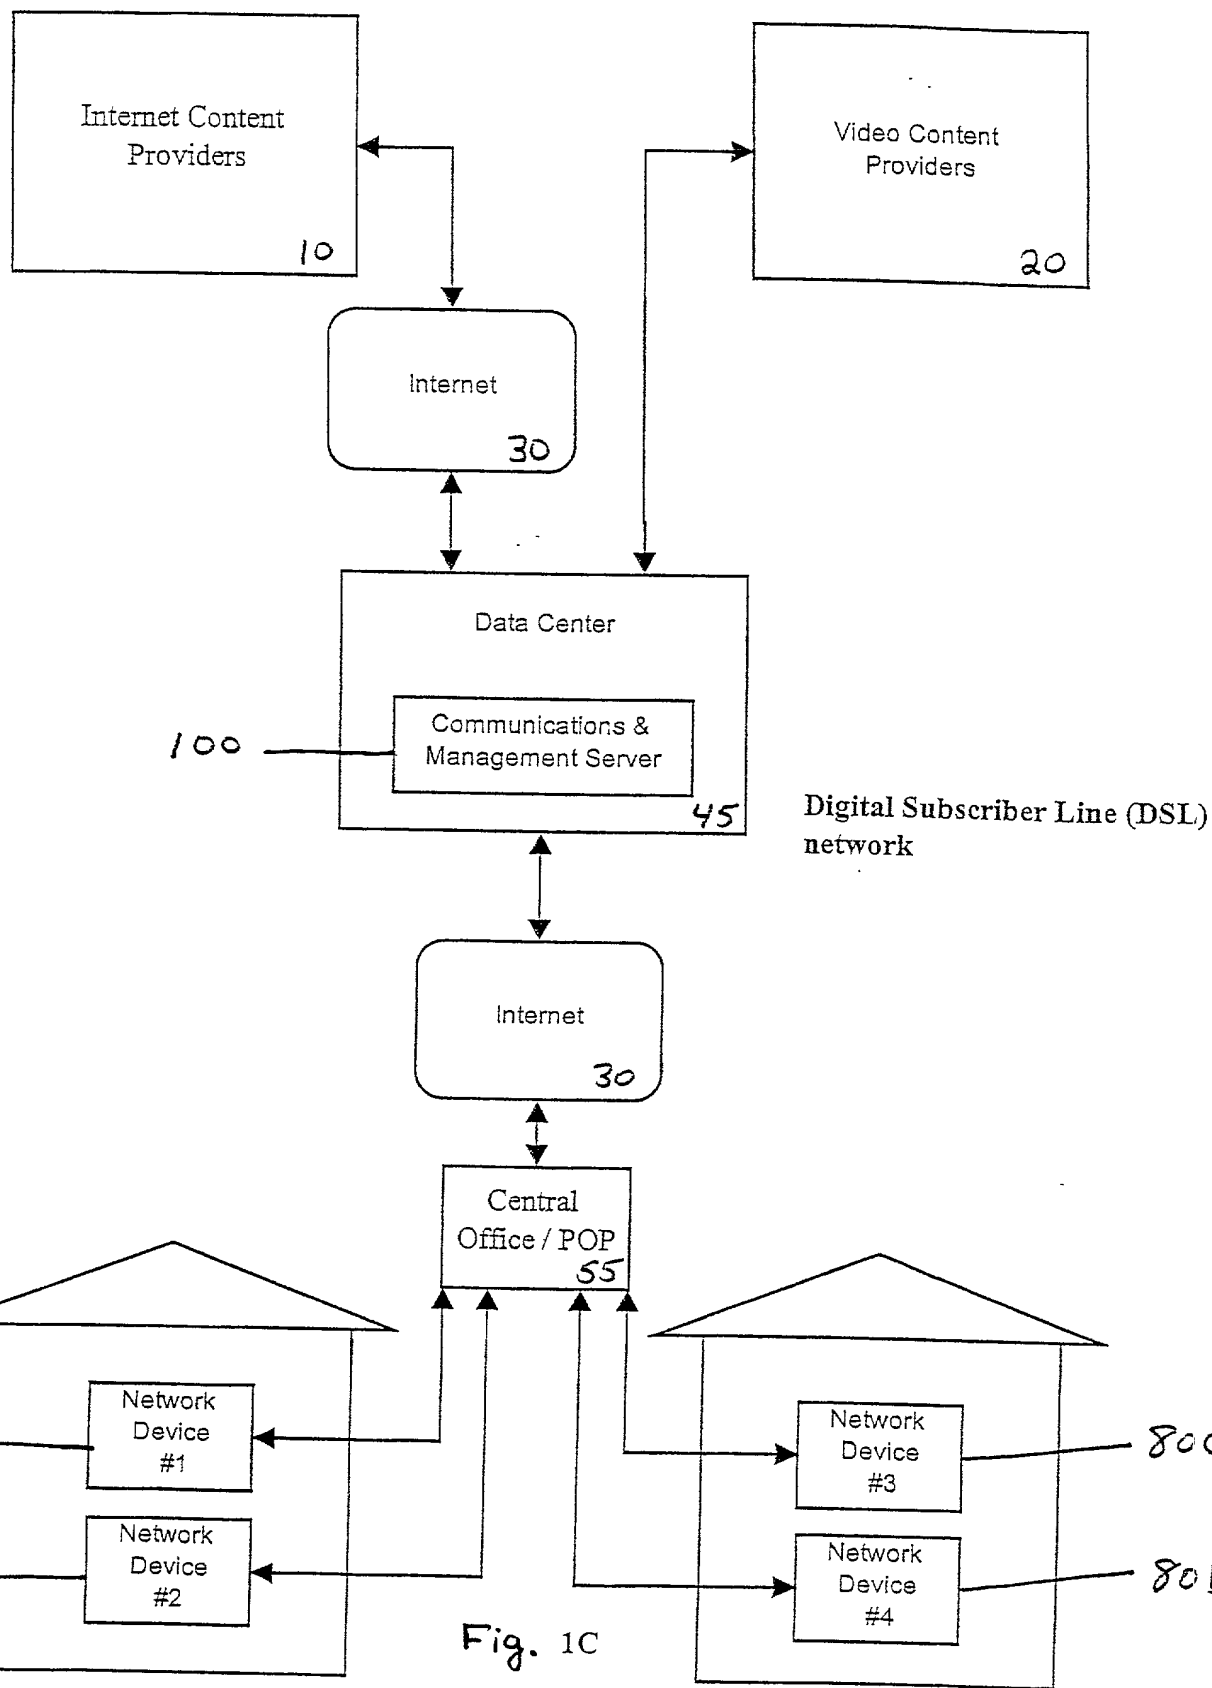 Internet Content
Providers
10
Video Content
Providers
20
Internet
30
Data Center
Communications &
Management Server
100
45
Digital Subscriber Line (DSL)
network
Internet
30
Central
Office / POP
55
Network
Device
#1
Network
Device
#2
Network
Device
#3
Network
Device
#4
Fig. 1C